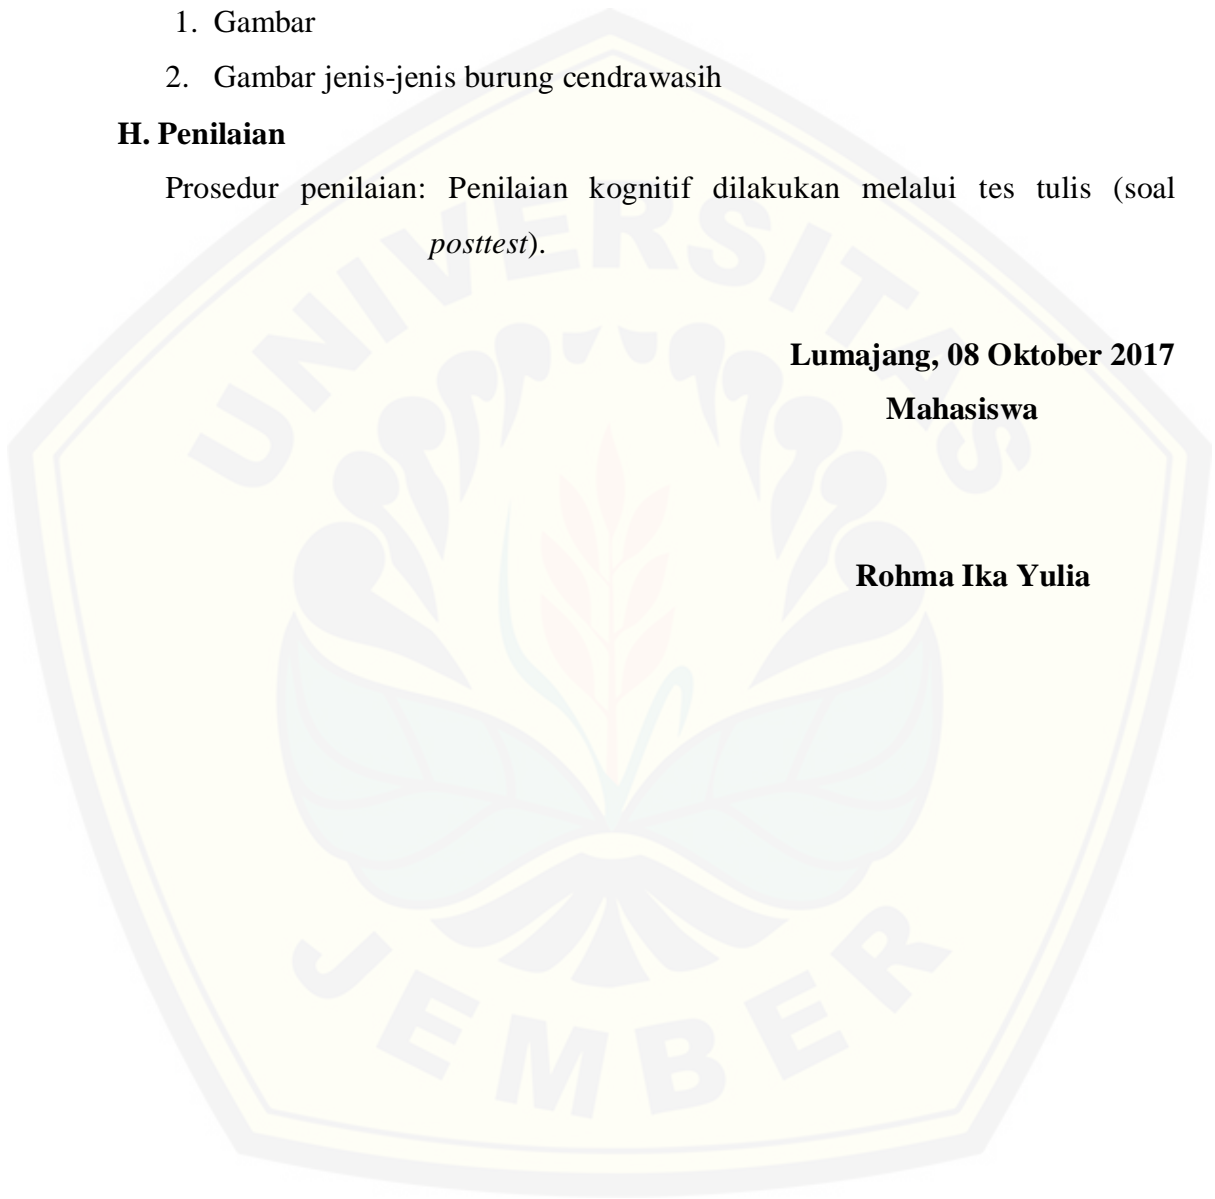 1. Gambar
2. Gambar jenis-jenis burung cendrawasih
H. Penilaian
Prosedur penilaian: Penilaian kognitif dilakukan melalui tes tulis (soal
posttest).
Lumajang, 08 Oktober 2017
Mahasiswa
Rohma Ika Yulia
UNIVERSITAS
JEMBER